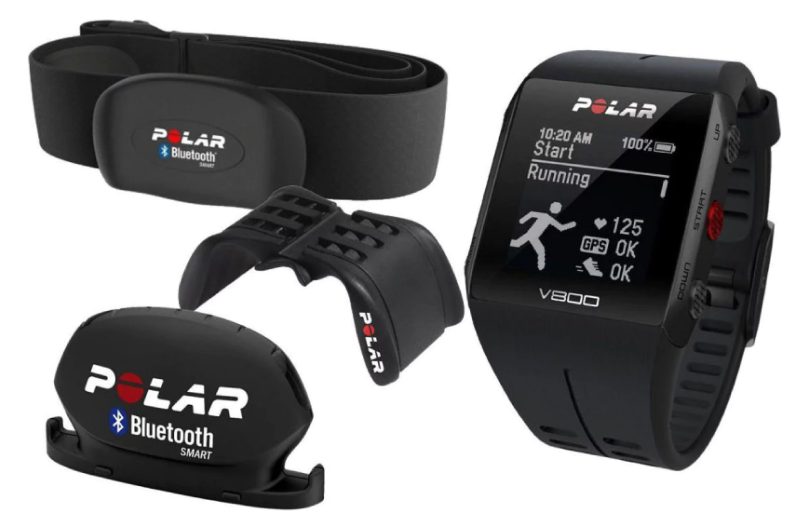 POLAR
Bluetooth
SMART
POLAR
POLAR
Bluetooth
SMART
POLAR
10:20 AM 100%
Start
Running
125
GPS OK
OK
V800
UP
START
DOWN